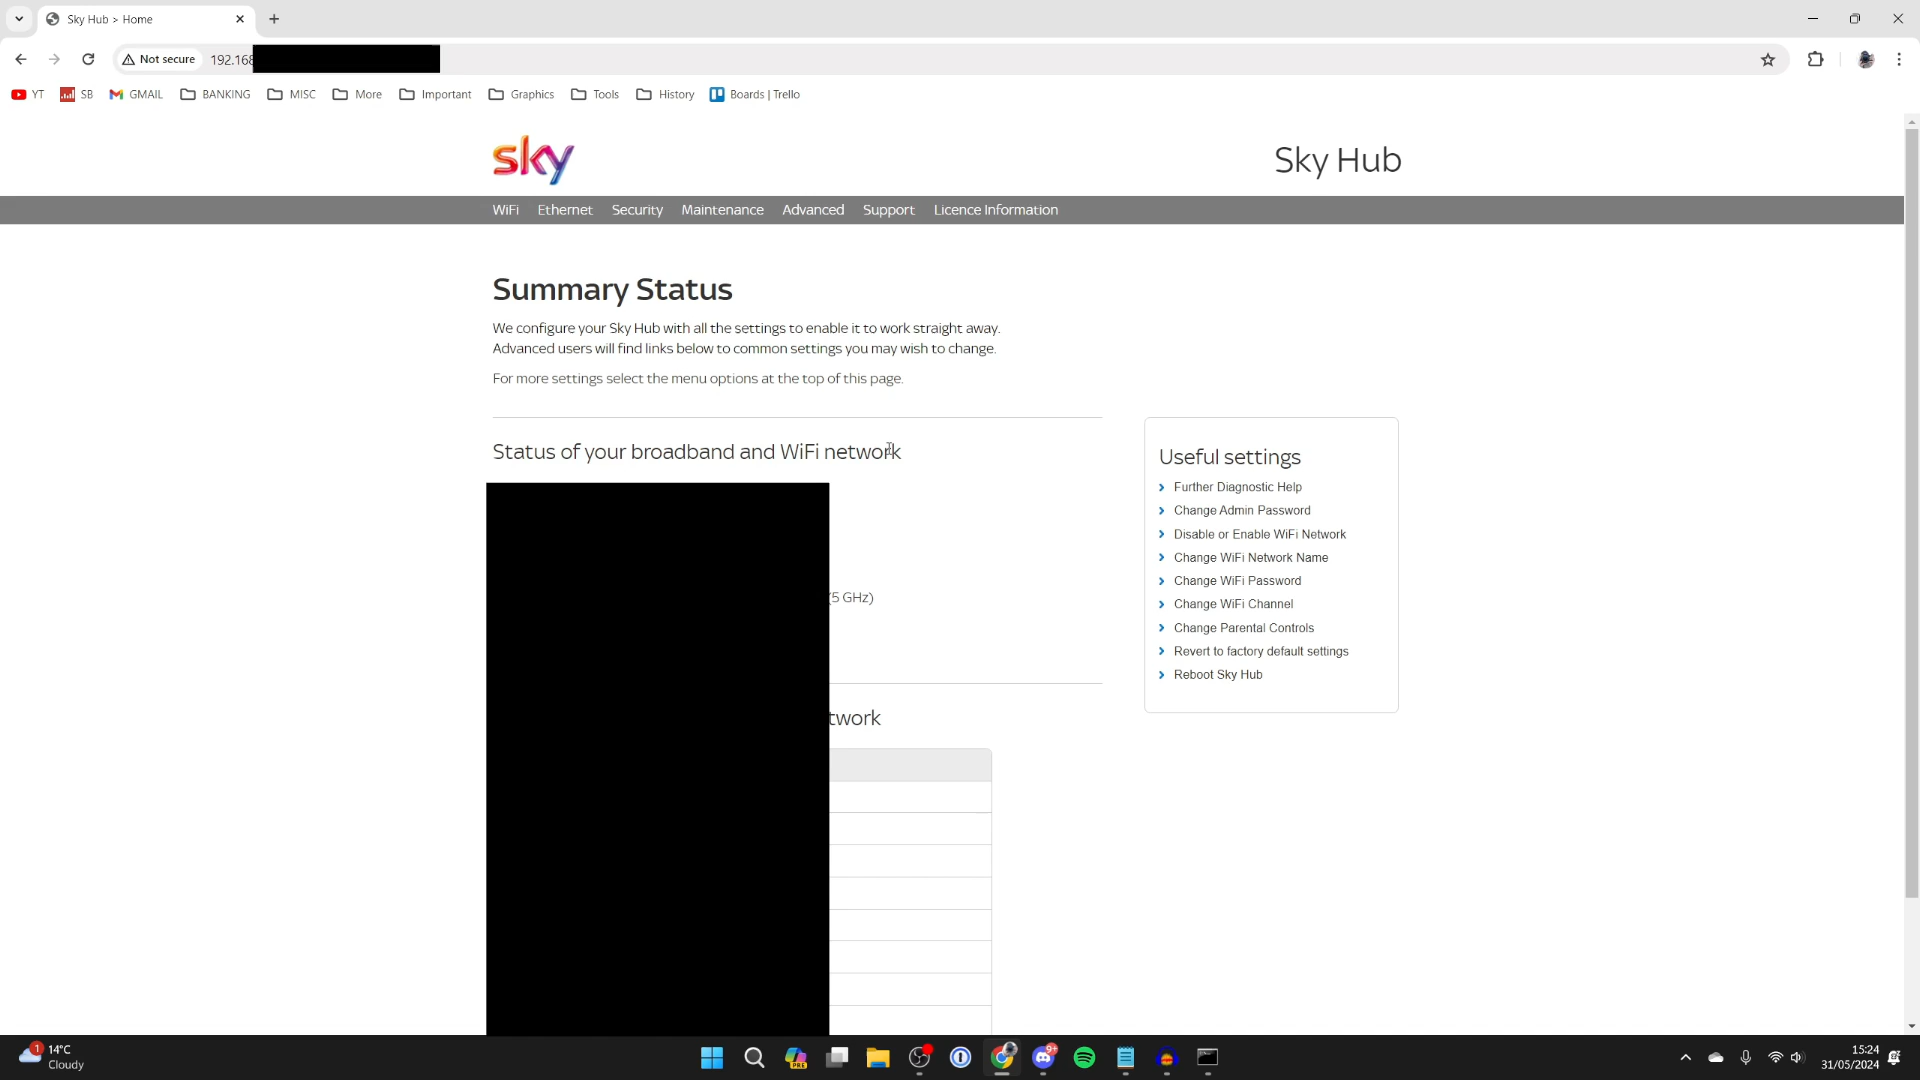 Sky Hub > Home
Not secure
192.168
YT
SB
GMAIL
BANKING
MISC
More
Important
Graphics
Tools
History
Boards | Trello
sky
Sky Hub
WiFi
Ethernet
Security
Maintenance
Advanced
Support
Licence Information
Summary Status
We configure your Sky Hub with all the settings to enable it to work straight away.
Advanced users will find links below to common settings you may wish to change.
For more settings select the menu options at the top of this page.
Status of your broadband and WiFi network
(5 GHz)
twork
Useful settings
Further Diagnostic Help
Change Admin Password
Disable or Enable WiFi Network
Change WiFi Network Name
Change WiFi Password
Change WiFi Channel
Change Parental Controls
Revert to factory default settings
Reboot Sky Hub
1
14°C
Cloudy
PRE
9+
15:24
31/05/2024